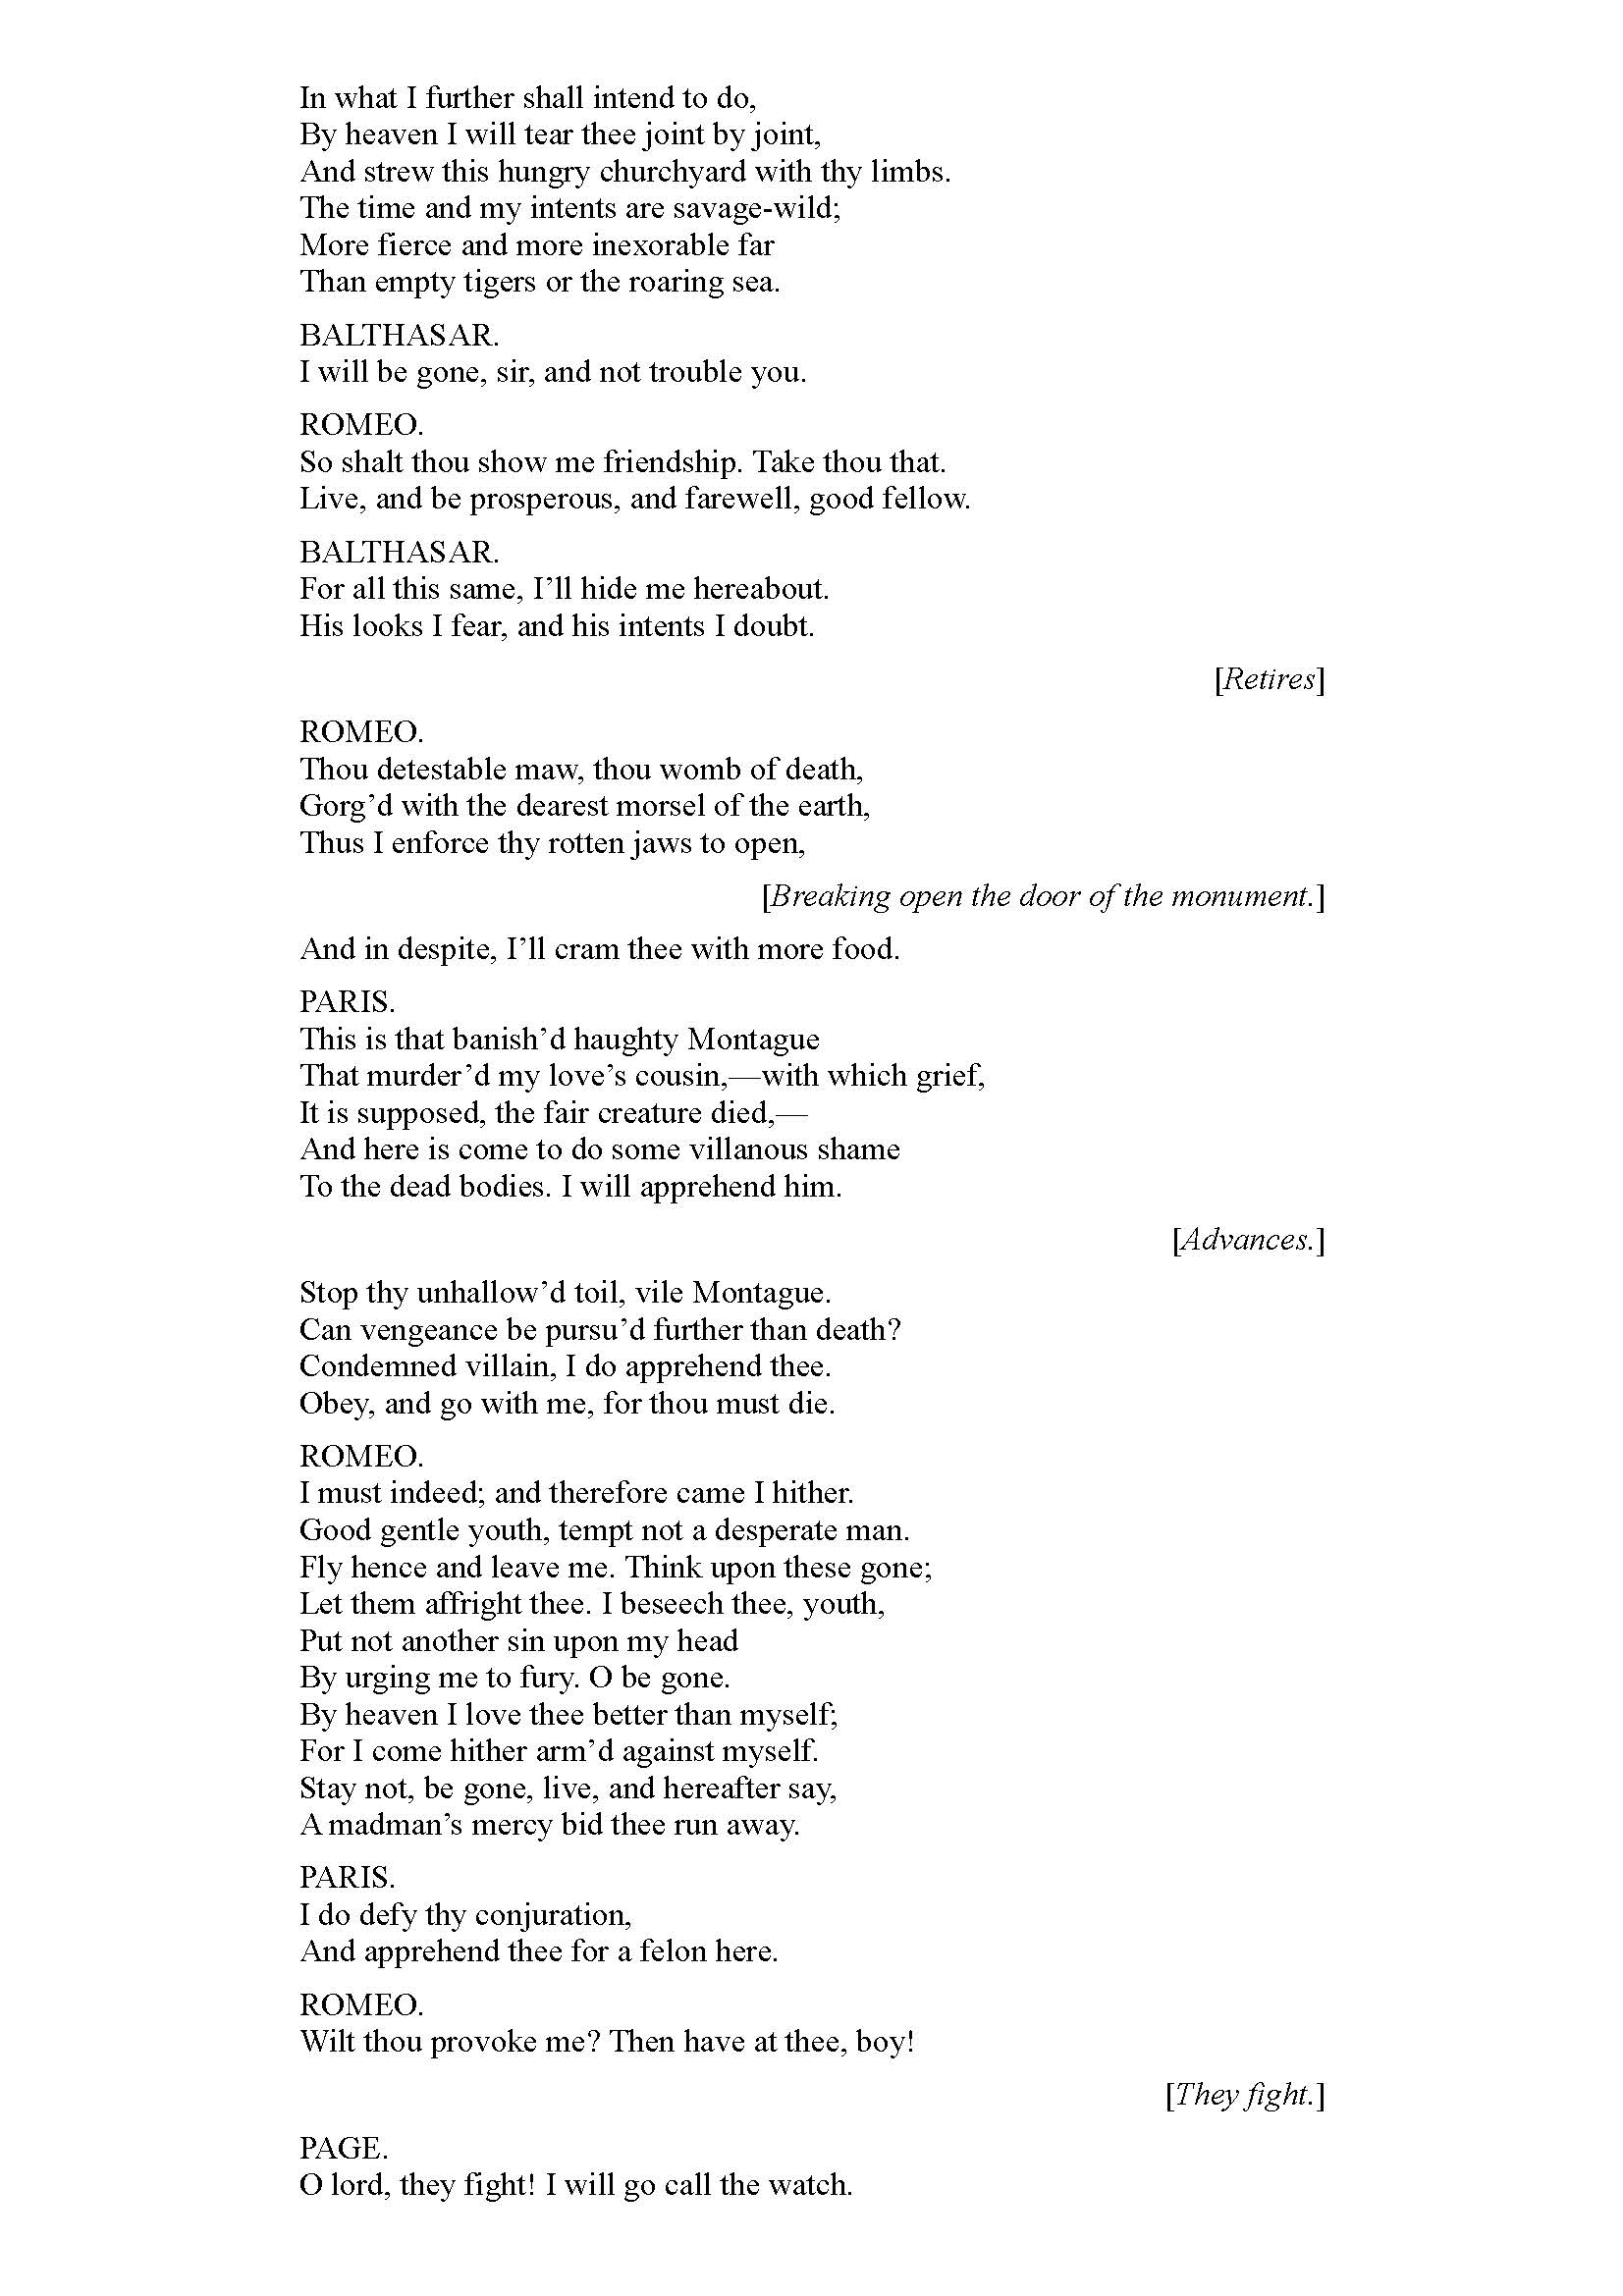 In what I further shall intend to do,
By heaven I will tear thee joint by joint,
And strew this hungry churchyard with thy limbs.
The time and my intents are savage-wild;
More fierce and more inexorable far
Than empty tigers or the roaring sea.
BALTHASAR.
I will be gone, sir, and not trouble you.
ROMEO.
So shalt thou show me friendship. Take thou that.
Live, and be prosperous, and farewell, good fellow.
BALTHASAR.
For all this same, I’ll hide me hereabout.
His looks I fear, and his intents I doubt.
[Retires]
ROMEO.
Thou detestable maw, thou womb of death,
Gorg’d with the dearest morsel of the earth,
Thus I enforce thy rotten jaws to open,
[Breaking open the door of the monument.]
And in despite, I’ll cram thee with more food.
PARIS.
This is that banish’d haughty Montague
That murder’d my love’s cousin,—with which grief,
It is supposed, the fair creature died,—
And here is come to do some villanous shame
To the dead bodies. I will apprehend him.
[Advances.]
Stop thy unhallow’d toil, vile Montague.
Can vengeance be pursu’d further than death?
Condemned villain, I do apprehend thee.
Obey, and go with me, for thou must die.
ROMEO.
I must indeed; and therefore came I hither.
Good gentle youth, tempt not a desperate man.
Fly hence and leave me. Think upon these gone;
Let them affright thee. I beseech thee, youth,
Put not another sin upon my head
By urging me to fury. O be gone.
By heaven I love thee better than myself;
For I come hither arm’d against myself.
Stay not, be gone, live, and hereafter say,
A madman’s mercy bid thee run away.
PARIS.
I do defy thy conjuration,
And apprehend thee for a felon here.
ROMEO.
Wilt thou provoke me? Then have at thee, boy!
[They fight.]
PAGE.
O lord, they fight! I will go call the watch.